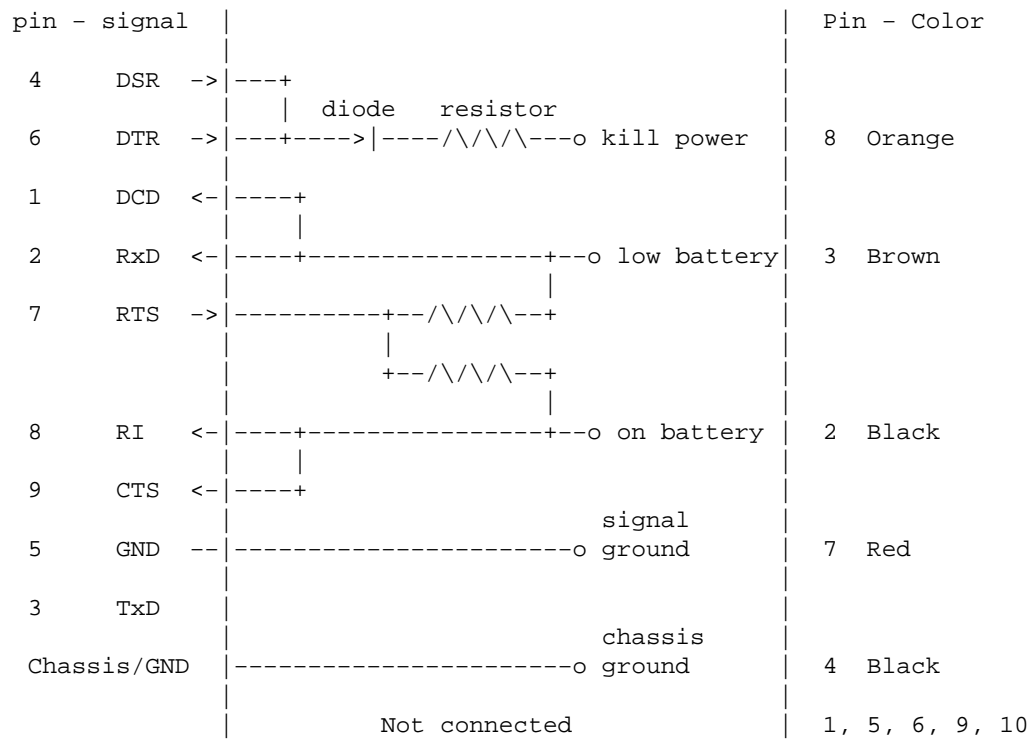 pin - signal | | Pin - Color
| |
4 DSR ->|---+ |
| | diode resistor |
6 DTR ->|---+---->|----/\/\/\---o kill power | 8 Orange
| |
1 DCD <-|----+ |
| | |
2 RxD <-|----+----------------+--o low battery| 3 Brown
| | |
7 RTS ->|----------+--/\/\/\--+ |
| | |
| +--/\/\/\--+ |
| | |
8 RI <-|----+----------------+--o on battery | 2 Black
| | |
9 CTS <-|----+ |
| signal |
5 GND --|-----------------------o ground | 7 Red
| |
3 TxD | |
| chassis |
Chassis/GND |-----------------------o ground | 4 Black
| |
| Not connected | 1, 5, 6, 9, 10